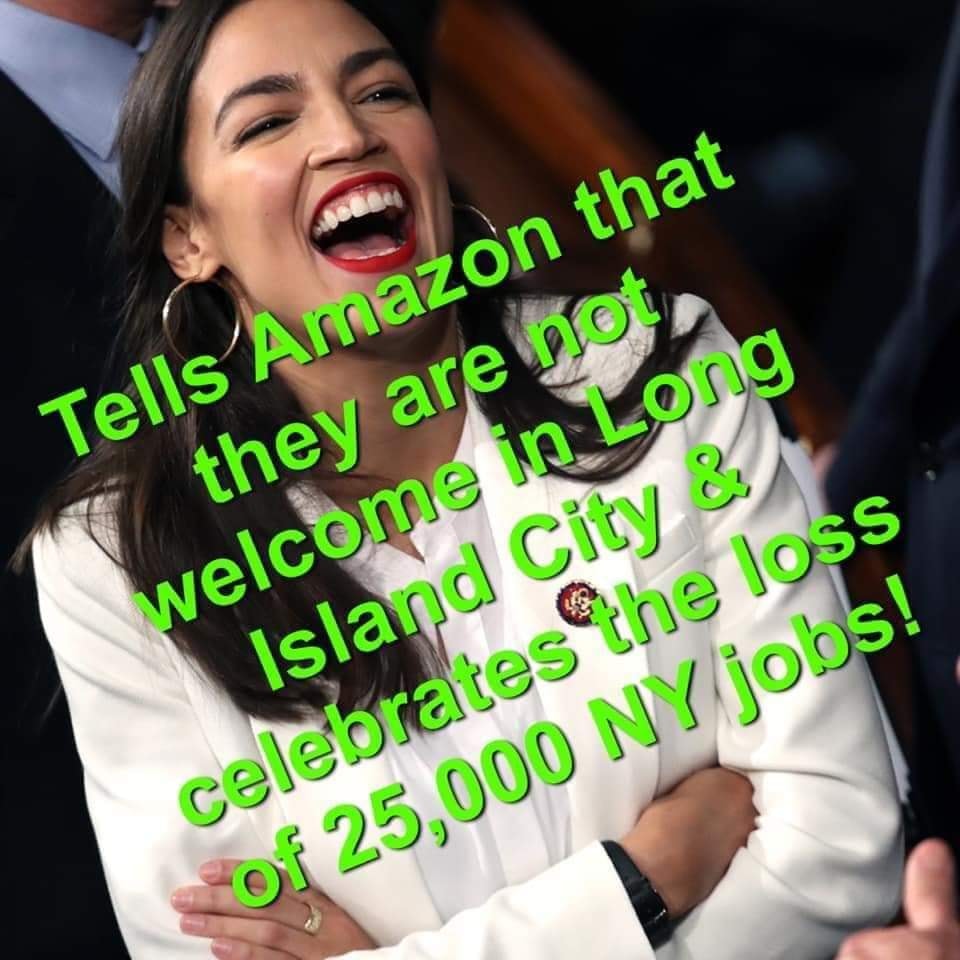 Tells Amazon that
they are not
welcome in Long
Island City &
celebrates the loss
of 25,000 NY jobs!